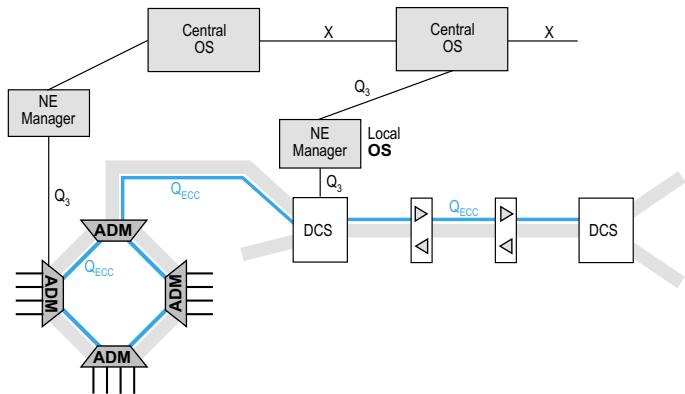 Central
OS
X
Central
OS
X
Q3
NE
Manager
NE
Manager
Local
OS
Q3
Q3
QECC
QECC
DCS
DCS
ADM
QECC
ADM
ADM
ADM